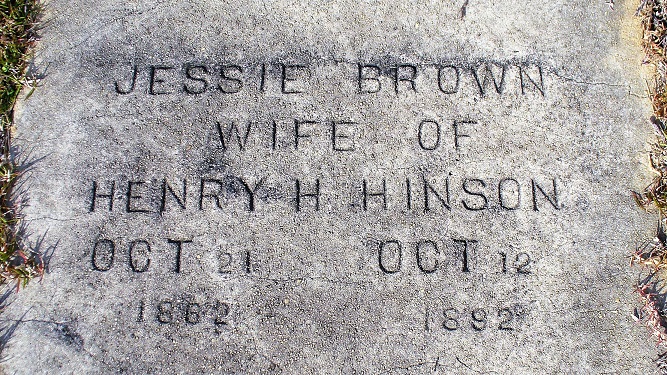 JESSIE BROWN
WIFE OF
HENRY H HINSON
OCT 21 OCT 12
1862 1892